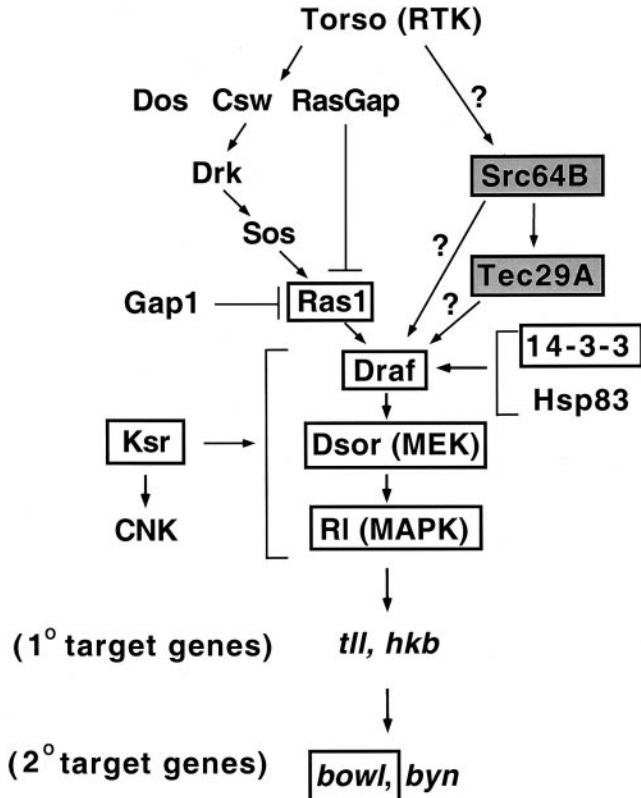 Torso (RTK)
?
Dos Csw RasGap
Drk
Src64B
Sos
?
Tec29A
Gap1
Ras1
?
14-3-3
Draf
Hsp83
Ksr
Dsor (MEK)
CNK
Rl (MAPK)
(1° target genes) tll, hkb
(2° target genes) bowl, byn